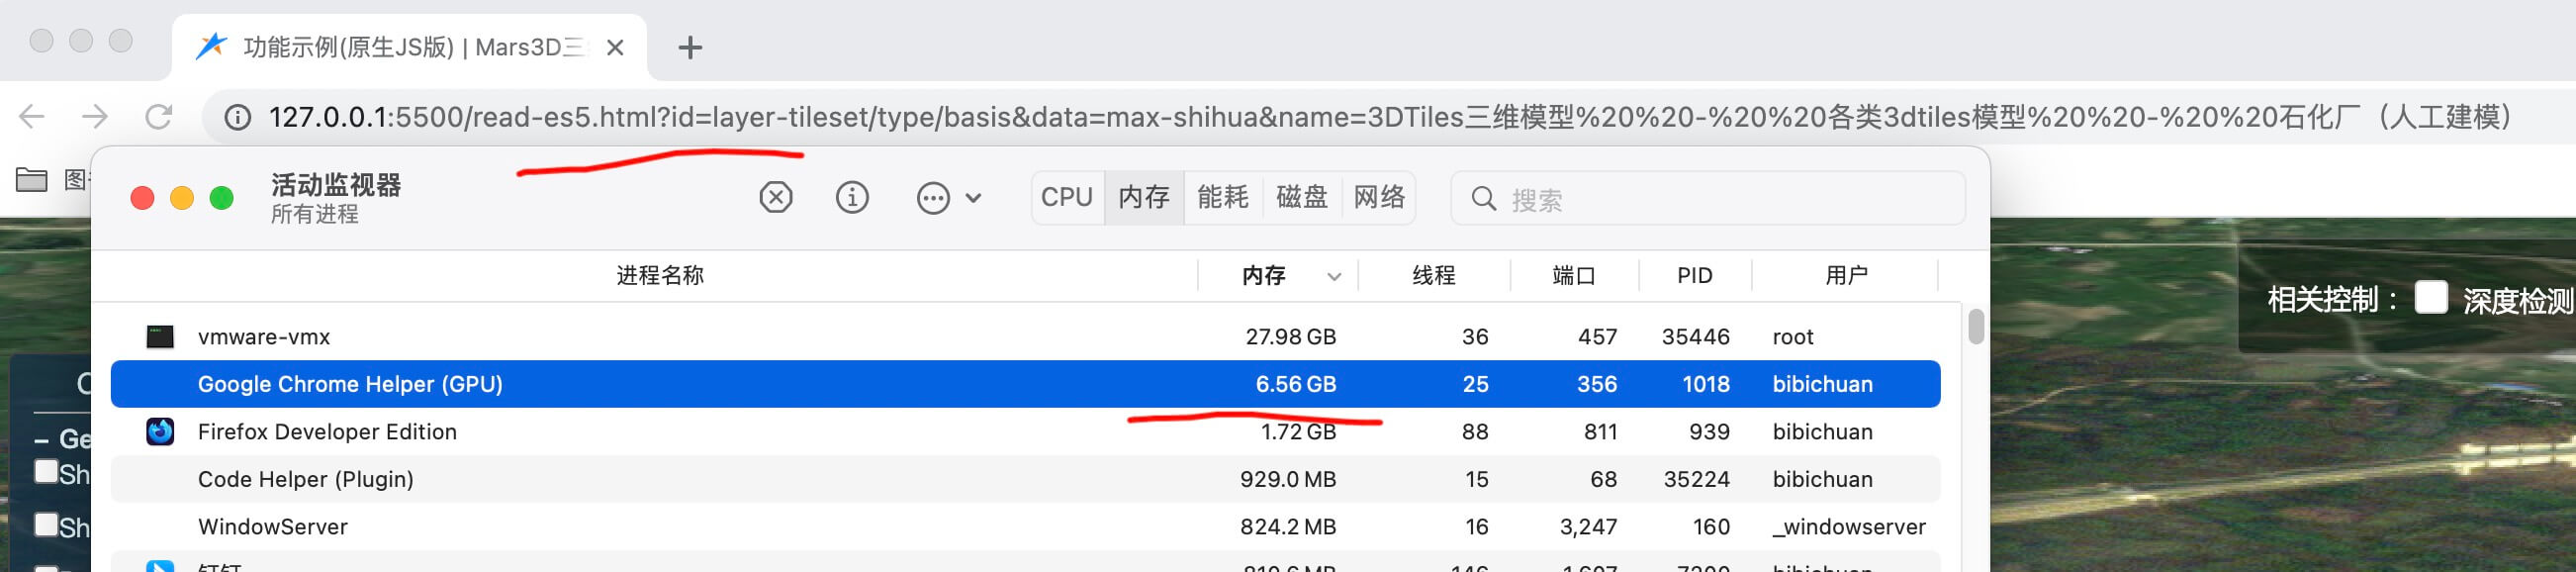 功能示例(原生JS版) | Mars3D三
127.0.0.1:5500/read-es5.html?id=layer-tileset/type/basis&data=max-shihua&name=3DTiles三维模型%20%20-%20%20各类3dtiles模型%20%20-%20%20石化厂（人工建模）
活动监视器
所有进程
CPU 内存 能耗 磁盘 网络
搜索
进程名称 内存 线程 端口 PID 用户
vmware-vmx 27.98 GB 36 457 35446 root
Google Chrome Helper (GPU) 6.56 GB 25 356 1018 bibichuan
Firefox Developer Edition 1.72 GB 88 811 939 bibichuan
Code Helper (Plugin) 929.0 MB 15 68 35224 bibichuan
WindowServer 824.2 MB 16 3,247 160 _windowserver
相关控制： 深度检测
Ge
Sh
Sh